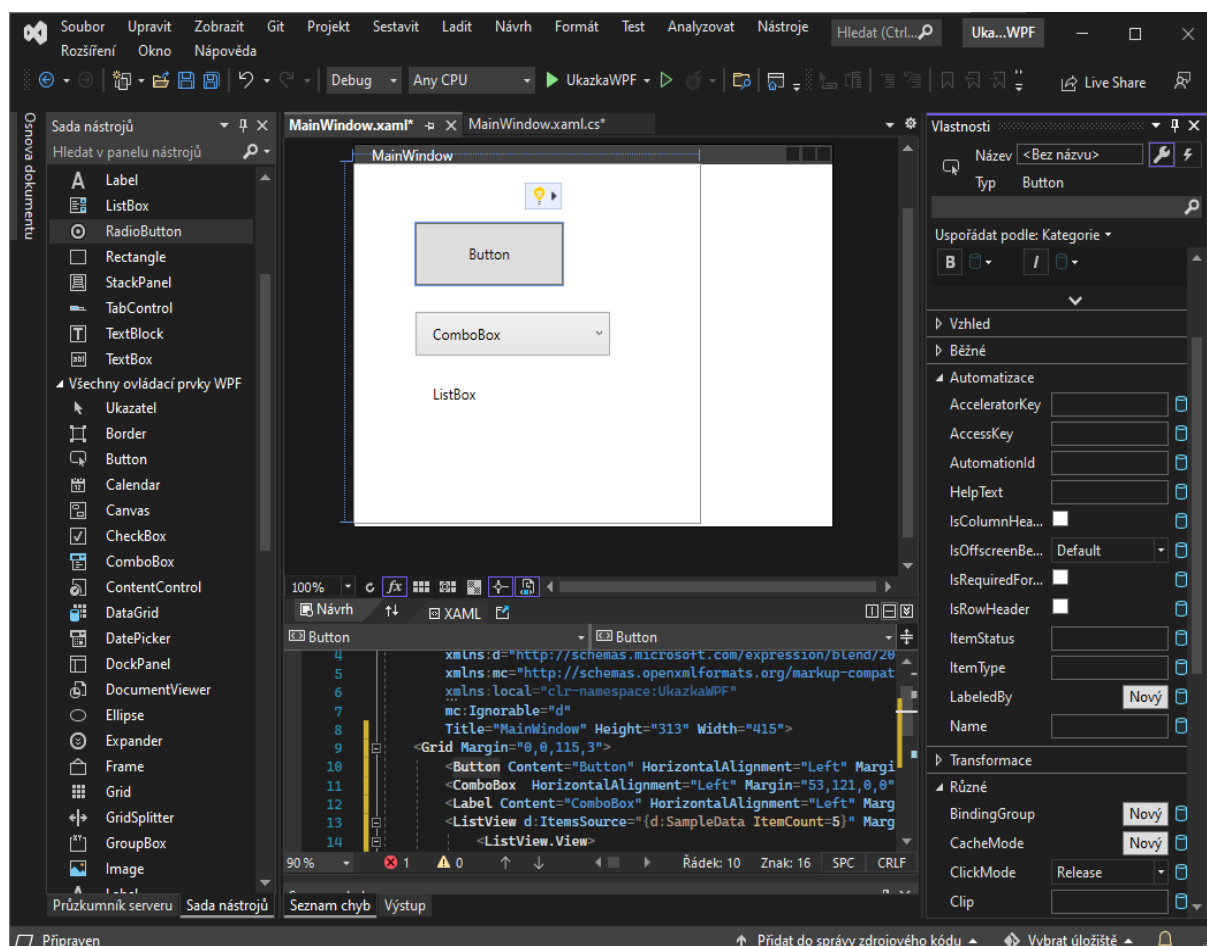 Soubor Upravit Zobrazit Git Projekt Sestavit Ladit Návrh Formát Test Analyzovat Nástroje Hledat (Ctrl... Uka...WPF
Rozšíření Okno Nápověda
Debug Any CPU UkazkaWPF Live Share
Osnova dokumentu
Sada nástrojů
Hledat v panelu nástrojů
Label
ListBox
RadioButton
Rectangle
StackPanel
TabControl
TextBlock
TextBox
Všechny ovládací prvky WPF
Ukazatel
Border
Button
Calendar
Canvas
CheckBox
ComboBox
ContentControl
DataGrid
DatePicker
DockPanel
DocumentViewer
Ellipse
Expander
Frame
Grid
GridSplitter
GroupBox
Image
Průzkumník serveru Sada nástrojů
MainWindow.xaml* MainWindow.xaml.cs*
MainWindow
Button
ComboBox
ListBox
100% fx
Návrh XAML
Button Button
4 xmlns:d="http://schemas.microsoft.com/expression/blend/20
5 xmlns:mc="http://schemas.openxmlformats.org/markup-compat
6 xmlns:local="clr-namespace:UkazkaWPF"
7 mc:Ignorable="d"
8 Title="MainWindow" Height="313" Width="415">
9 <Grid Margin="0,0,115,3">
10 <Button Content="Button" HorizontalAlignment="Left" Margi
11 <ComboBox HorizontalAlignment="Left" Margin="53,121,0,0"
12 <Label Content="ComboBox" HorizontalAlignment="Left" Marg
13 <ListView d:ItemsSource="{d:SampleData ItemCount=5}" Marg
14 <ListView.View>
90 % 1 0 Řádek: 10 Znak: 16 SPC CRLF
Seznam chyb Výstup
Vlastnosti
Název <Bez názvu>
Typ Button
Uspořádat podle: Kategorie
B I
Vzhled
Běžné
Automatizace
AcceleratorKey
AccessKey
AutomationId
HelpText
IsColumnHea...
IsOffscreenBe... Default
IsRequiredFor...
IsRowHeader
ItemStatus
ItemType
LabeledBy Nový
Name
Transformace
Různé
BindingGroup Nový
CacheMode Nový
ClickMode Release
Clip
Připraven Přidat do správy zdrojového kódu Vybrat úložiště